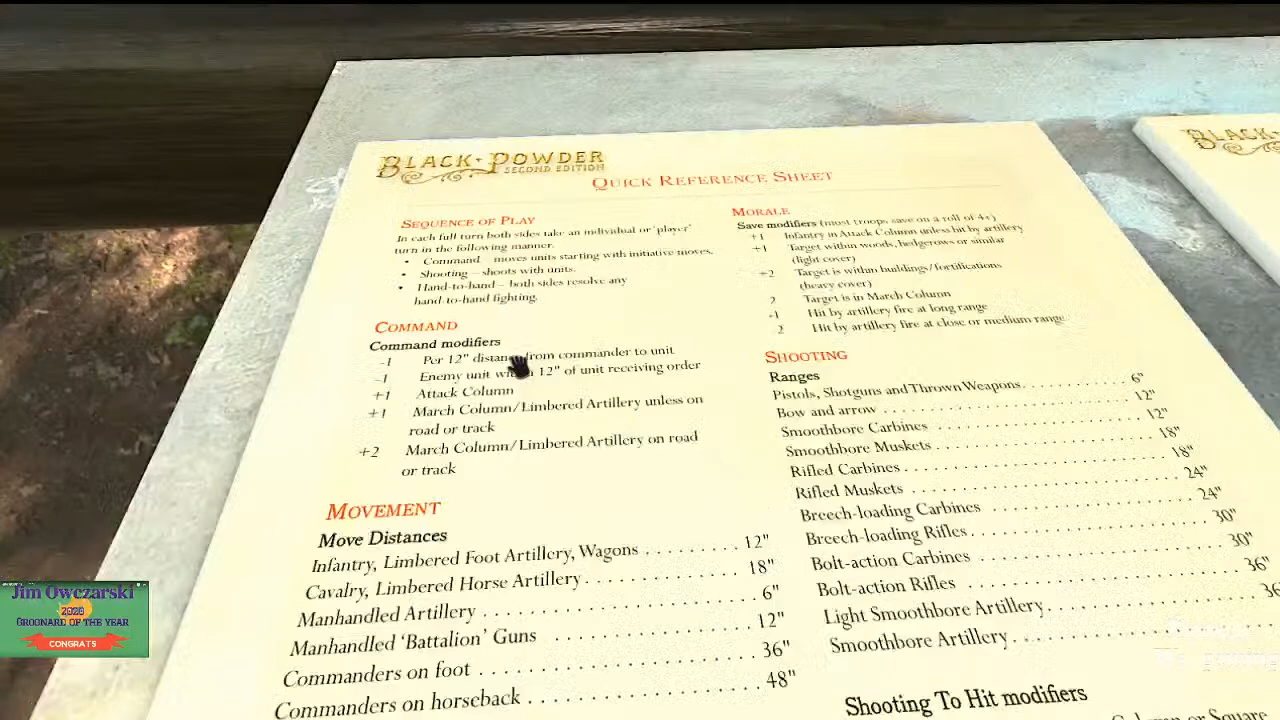 BLACK·POWDER
SECOND EDITION
QUICK REFERENCE SHEET
SEQUENCE OF PLAY
In each full turn both sides take an individual or 'player'
turn in the following manner.
• Command – moves units starting with initiative moves.
• Shooting – shoots with units.
• Hand-to-hand – both sides resolve any
hand-to-hand fighting.
COMMAND
Command modifiers
-1 Per 12" distance from commander to unit
-1 Enemy unit within 12" of unit receiving order
+1 Attack Column
+1 March Column/Limbered Artillery unless on
road or track
+2 March Column/Limbered Artillery on road
or track
MOVEMENT
Move Distances
Infantry, Limbered Foot Artillery, Wagons . . . . . . . . 12"
Cavalry, Limbered Horse Artillery . . . . . . . . . . . . . . 18"
Manhandled Artillery . . . . . . . . . . . . . . . . . . . . . . 6"
Manhandled 'Battalion' Guns . . . . . . . . . . . . . . . . 12"
Commanders on foot . . . . . . . . . . . . . . . . . . . . . . 36"
Commanders on horseback . . . . . . . . . . . . . . . . . . 48"
MORALE
Save modifiers (most troops save on a roll of 4+)
+1 Infantry in Attack Column unless hit by artillery
+1 Target within woods, hedgerows or similar
(light cover)
+2 Target is within buildings/fortifications
(heavy cover)
2 Target is in March Column
-1 Hit by artillery fire at long range
2 Hit by artillery fire at close or medium range
SHOOTING
Ranges
Pistols, Shotguns and Thrown Weapons . . . . . . . . . . 6"
Bow and arrow . . . . . . . . . . . . . . . . . . . . . . . . 12"
Smoothbore Carbines . . . . . . . . . . . . . . . . . . . . 12"
Smoothbore Muskets . . . . . . . . . . . . . . . . . . . . 18"
Rifled Carbines . . . . . . . . . . . . . . . . . . . . . . . 18"
Rifled Muskets . . . . . . . . . . . . . . . . . . . . . . . 24"
Breech-loading Carbines . . . . . . . . . . . . . . . . . . 24"
Breech-loading Rifles . . . . . . . . . . . . . . . . . . . 30"
Bolt-action Carbines . . . . . . . . . . . . . . . . . . . . 30"
Bolt-action Rifles . . . . . . . . . . . . . . . . . . . . . 36"
Light Smoothbore Artillery . . . . . . . . . . . . . . . . 36
Smoothbore Artillery . . . . . . . . . . . . . . . . . . .
Shooting To Hit modifiers
Column or Square
BLACK
Jim Owczarski
2020
GROGNARD OF THE YEAR
CONGRATS